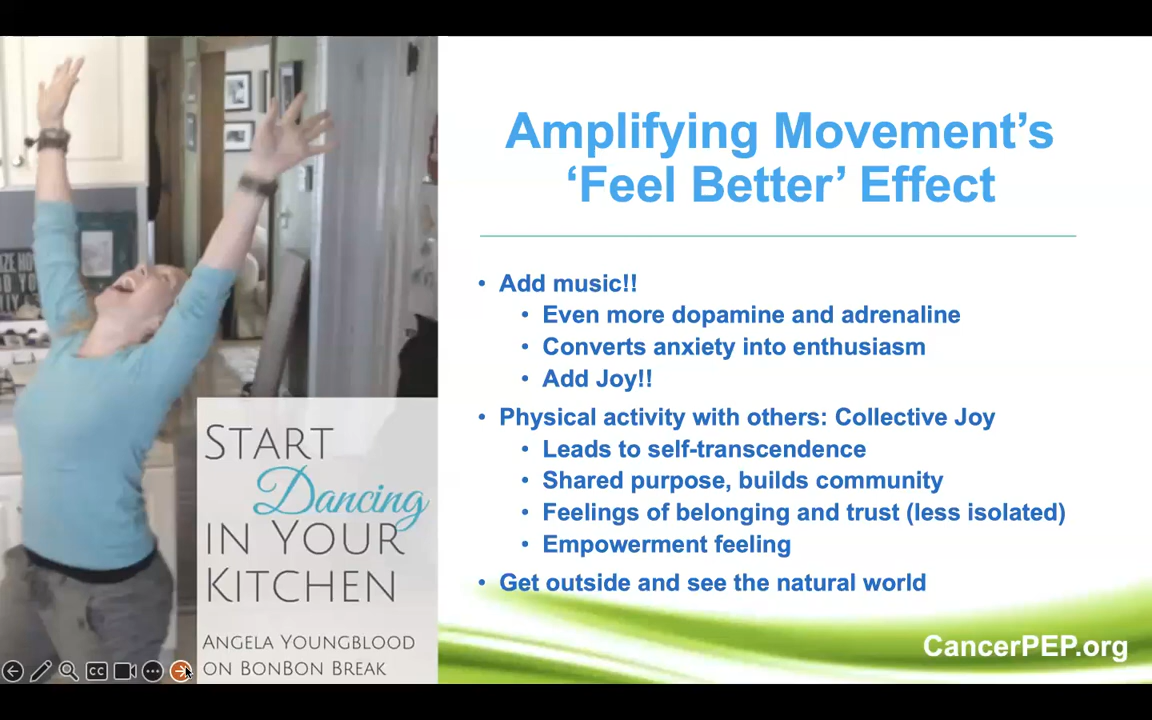 Amplifying Movement’s
‘Feel Better’ Effect
• Add music!!
• Even more dopamine and adrenaline
• Converts anxiety into enthusiasm
• Add Joy!!
• Physical activity with others: Collective Joy
• Leads to self-transcendence
• Shared purpose, builds community
• Feelings of belonging and trust (less isolated)
• Empowerment feeling
• Get outside and see the natural world
CancerPEP.org
START
Dancing
IN YOUR
KITCHEN
ANGELA YOUNGBLOOD
ON BONBON BREAK
CC